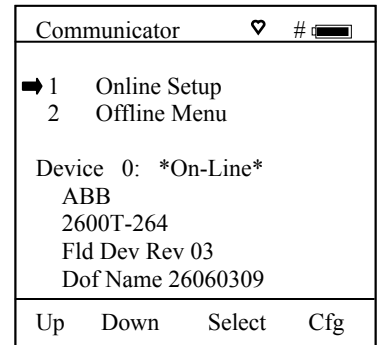 Communicator ♡ #
➡ 1 Online Setup
2 Offline Menu
Device 0: *On-Line*
ABB
2600T-264
Fld Dev Rev 03
Dof Name 26060309
Up Down Select Cfg